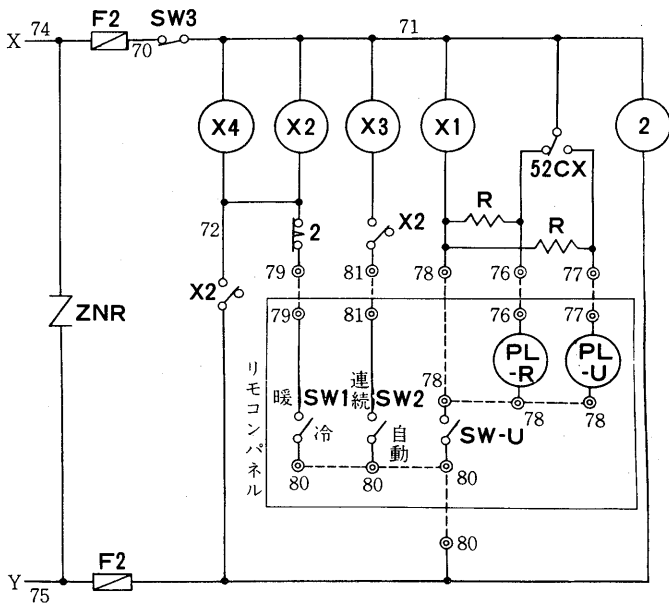 X 74 F2 70 SW3 71
X4 X2 X3 X1 2
52CX
R
R
72 2 X2
79 81 78 76 77
X2
ZNR
79 81 76 77
PL-R PL-U
リモコンパネル
78 78 78
暖 SW1 冷
連続 SW2 自動
SW-U
80 80 80
80
Y 75 F2